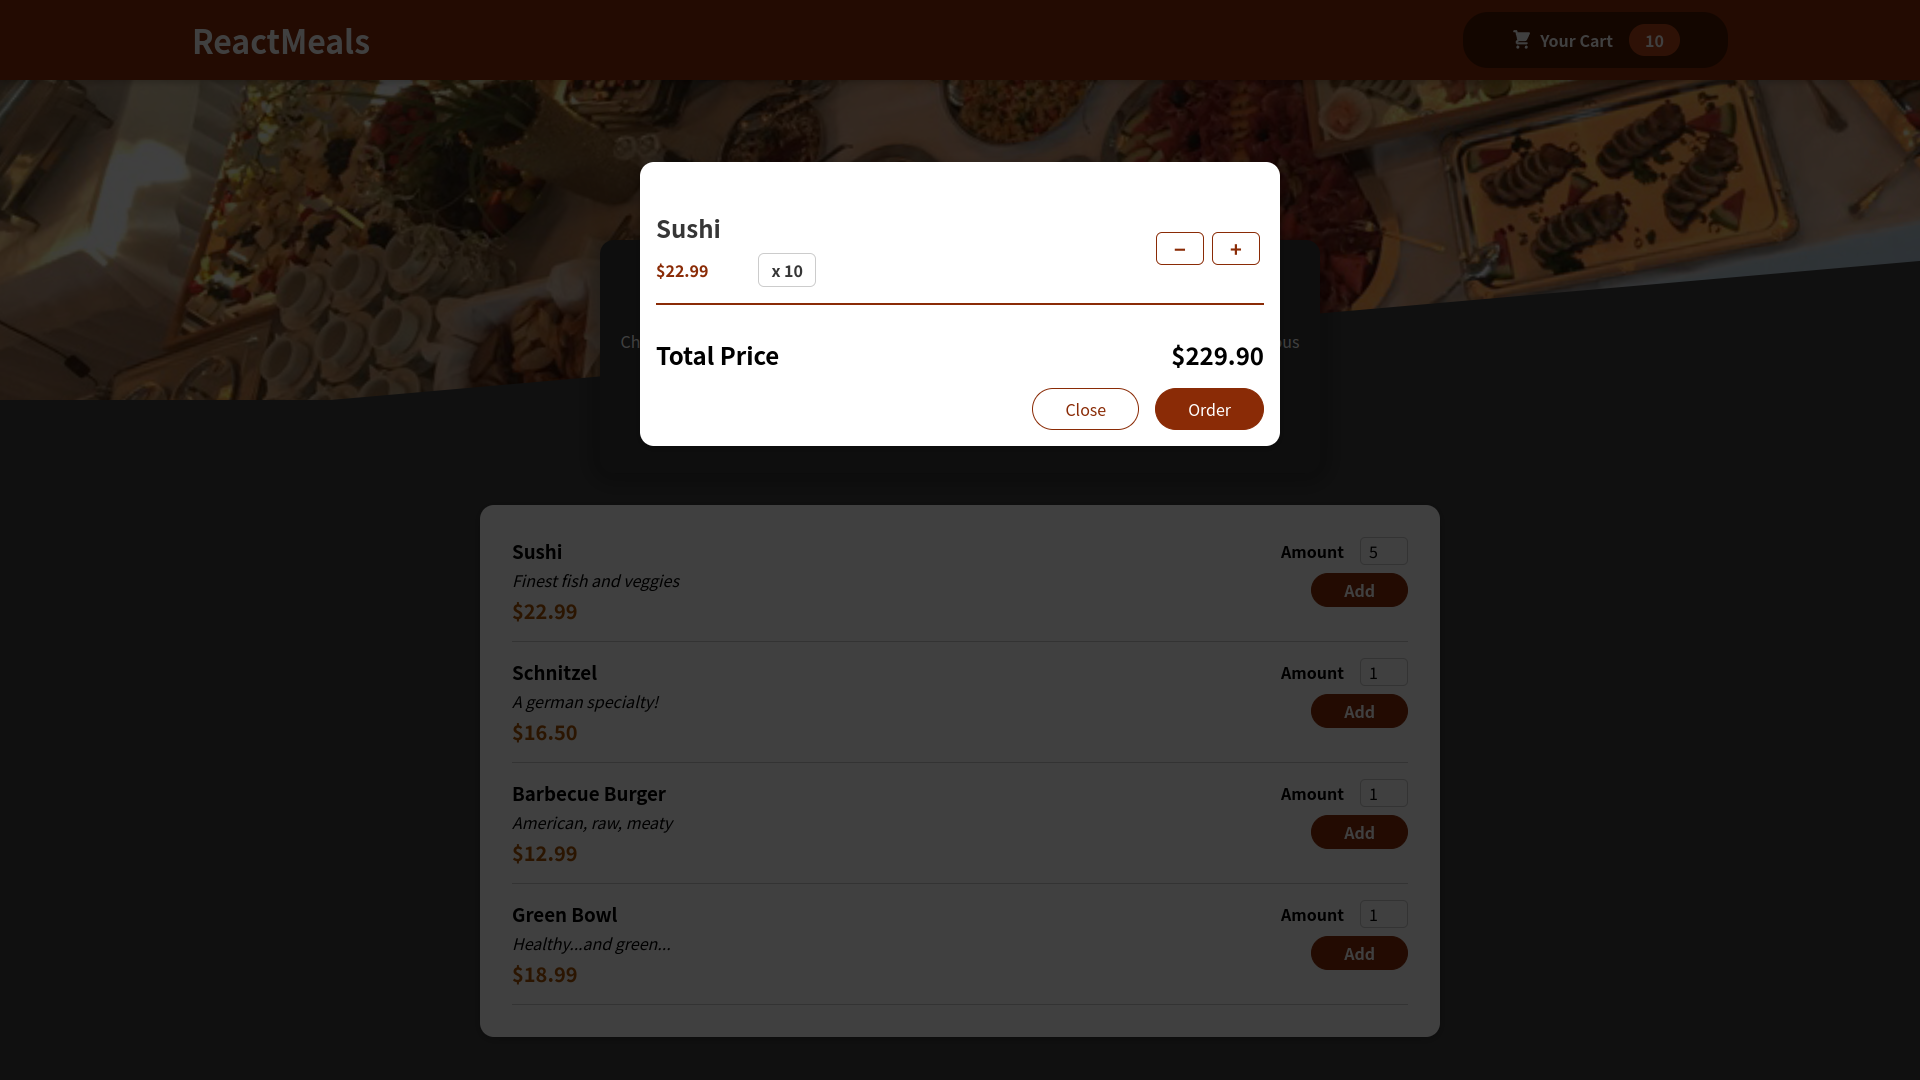 ReactMeals
Your Cart 10
Sushi
$22.99 x 10
− +
Total Price $229.90
Close Order
Sushi
Finest fish and veggies
$22.99
Amount 5
Add
Schnitzel
A german specialty!
$16.50
Amount 1
Add
Barbecue Burger
American, raw, meaty
$12.99
Amount 1
Add
Green Bowl
Healthy...and green...
$18.99
Amount 1
Add